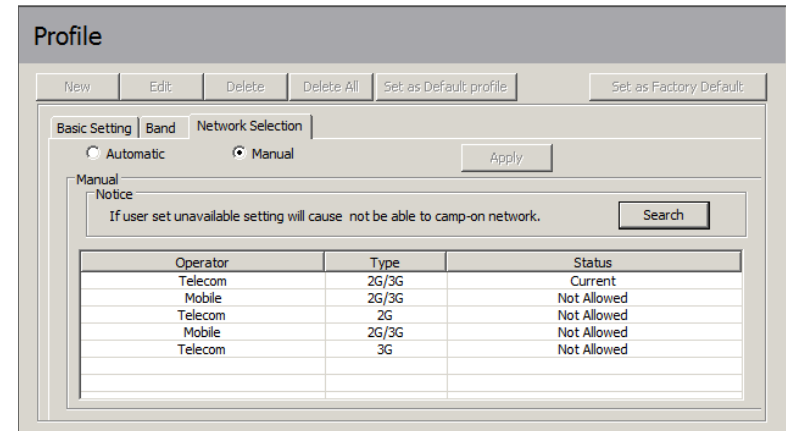 Profile
New Edit Delete Delete All Set as Default profile Set as Factory Default
Basic Setting Band Network Selection
Automatic Manual Apply
Manual
Notice
If user set unavailable setting will cause not be able to camp-on network. Search
Operator Type Status
Telecom 2G/3G Current
Mobile 2G/3G Not Allowed
Telecom 2G Not Allowed
Mobile 2G/3G Not Allowed
Telecom 3G Not Allowed